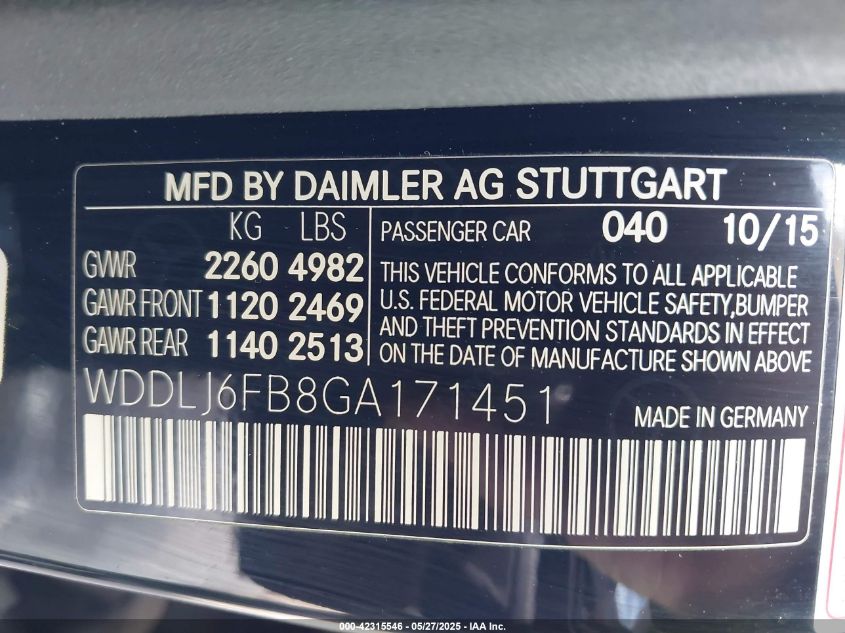 MFD BY DAIMLER AG STUTTGART
KG LBS
GVWR 2260 4982
GAWR FRONT 1120 2469
GAWR REAR 1140 2513
PASSENGER CAR 040 10/15
THIS VEHICLE CONFORMS TO ALL APPLICABLE
U.S. FEDERAL MOTOR VEHICLE SAFETY,BUMPER
AND THEFT PREVENTION STANDARDS IN EFFECT
ON THE DATE OF MANUFACTURE SHOWN ABOVE
WDDLJ6FB8GA171451
MADE IN GERMANY
000-42315546 - 05/27/2025 - IAA Inc.